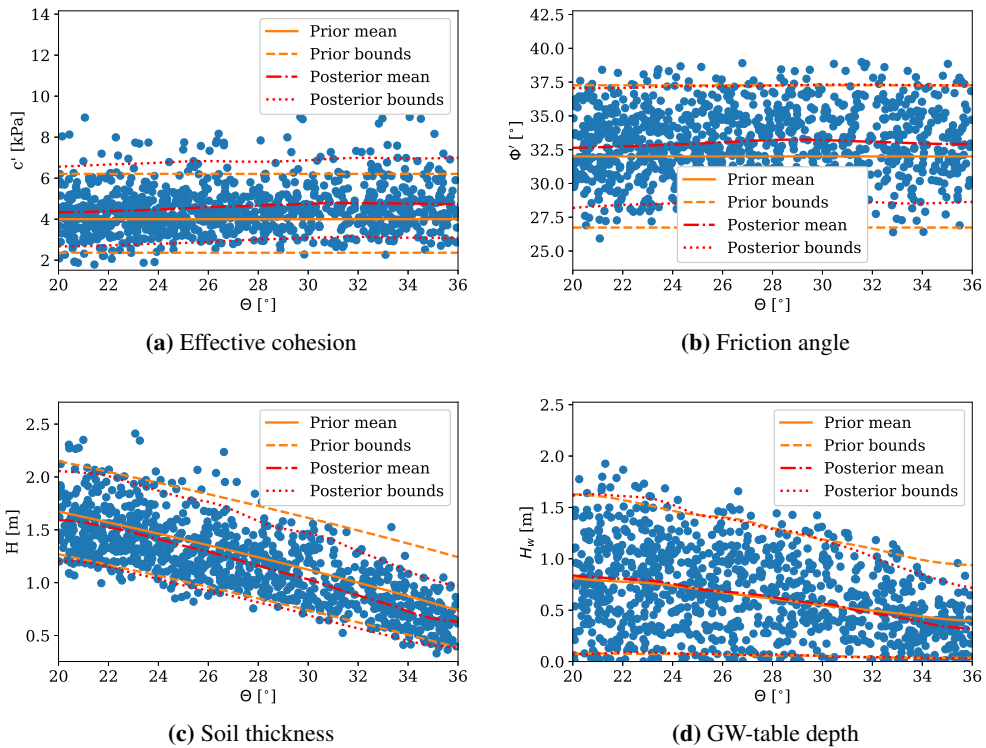 14
12
10
8
6
4
2
c' [kPa]
Prior mean
Prior bounds
Posterior mean
Posterior bounds
20 22 24 26 28 30 32 34 36
Θ [°]
(a) Effective cohesion
42.5
40.0
37.5
35.0
32.5
30.0
27.5
25.0
Φ' [°]
Prior mean
Prior bounds
Posterior mean
Posterior bounds
20 22 24 26 28 30 32 34 36
Θ [°]
(b) Friction angle
2.5
2.0
1.5
1.0
0.5
H [m]
Prior mean
Prior bounds
Posterior mean
Posterior bounds
20 22 24 26 28 30 32 34 36
Θ [°]
(c) Soil thickness
2.5
2.0
1.5
1.0
0.5
0.0
H_w [m]
Prior mean
Prior bounds
Posterior mean
Posterior bounds
20 22 24 26 28 30 32 34 36
Θ [°]
(d) GW-table depth